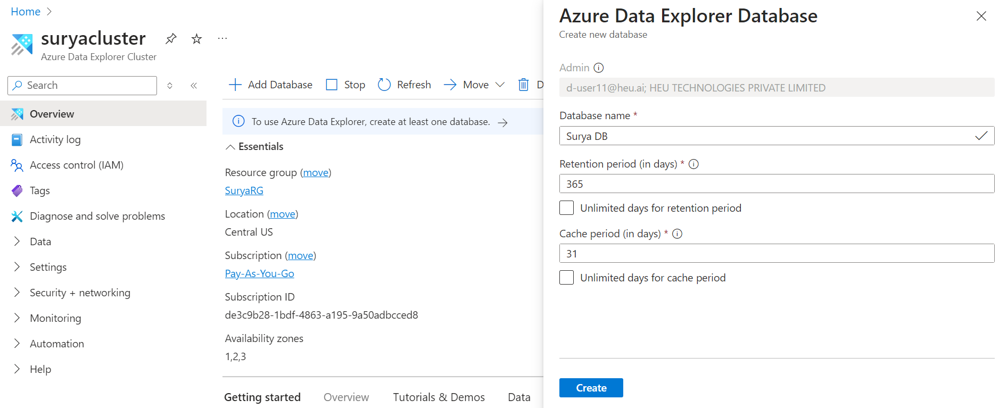 Home
suryacluster
Azure Data Explorer Cluster
Search
Overview
Activity log
Access control (IAM)
Tags
Diagnose and solve problems
Data
Settings
Security + networking
Monitoring
Automation
Help
Add Database Stop Refresh Move D
To use Azure Data Explorer, create at least one database.
Essentials
Resource group (move)
SuryaRG
Location (move)
Central US
Subscription (move)
Pay-As-You-Go
Subscription ID
de3c9b28-1bdf-4863-a195-9a50adbcced8
Availability zones
1,2,3
Getting started Overview Tutorials & Demos Data
Azure Data Explorer Database
Create new database
Admin
d-user11@heu.ai; HEU TECHNOLOGIES PRIVATE LIMITED
Database name *
Surya DB
Retention period (in days) *
365
Unlimited days for retention period
Cache period (in days) *
31
Unlimited days for cache period
Create